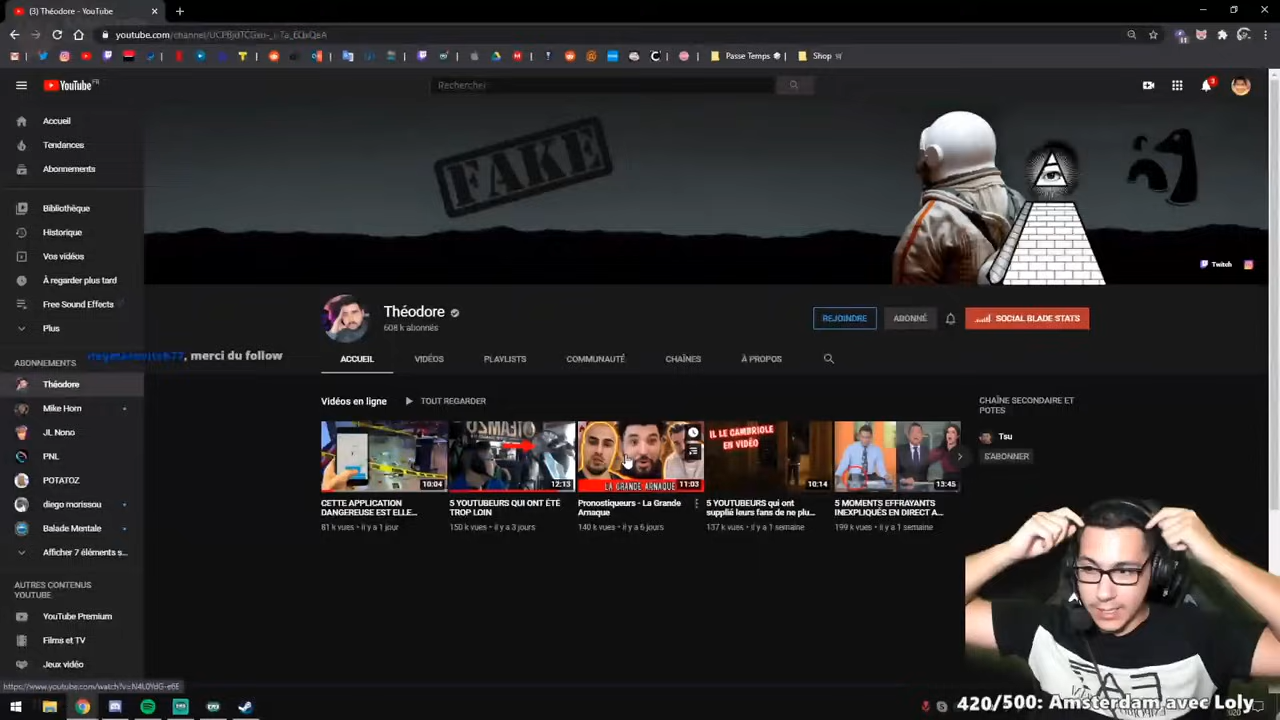 (3) Théodore - YouTube
Passe Temps
Shop
YouTube FR
Rechercher
3
Accueil
Tendances
Abonnements
Bibliothèque
Historique
Vos vidéos
À regarder plus tard
Free Sound Effects
Plus
ABONNEMENTS
Théodore
Mike Horn
JL Nono
PNL
POTATOZ
diego morissou
Balade Mentale
Afficher 7 éléments s...
AUTRES CONTENUS
YOUTUBE
YouTube Premium
Films et TV
Jeux vidéo
, merci du follow
FAKE
Twitch
Théodore
608 k abonnés
REJOINDRE
ABONNÉ
SOCIAL BLADE STATS
ACCUEIL
VIDÉOS
PLAYLISTS
COMMUNAUTÉ
CHAÎNES
À PROPOS
Vidéos en ligne
TOUT REGARDER
10:04
CETTE APPLICATION
DANGEREUSE EST ELLE...
81 k vues • il y a 1 jour
12:13
5 YOUTUBEURS QUI ONT ÉTÉ
TROP LOIN
150 k vues • il y a 3 jours
LA GRANDE ARNAQUE
11:03
Pronostiqueurs - La Grande
Arnaque
140 k vues • il y a 6 jours
IL LE CAMBRIOLE
EN VIDÉO
10:14
5 YOUTUBEURS qui ont
supplié leurs fans de ne plu...
137 k vues • il y a 1 semaine
13:45
5 MOMENTS EFFRAYANTS
INEXPLIQUÉS EN DIRECT A...
199 k vues • il y a 1 semaine
CHAÎNE SECONDAIRE ET
POTES
Tsu
S'ABONNER
420/500: Amsterdam avec Loly